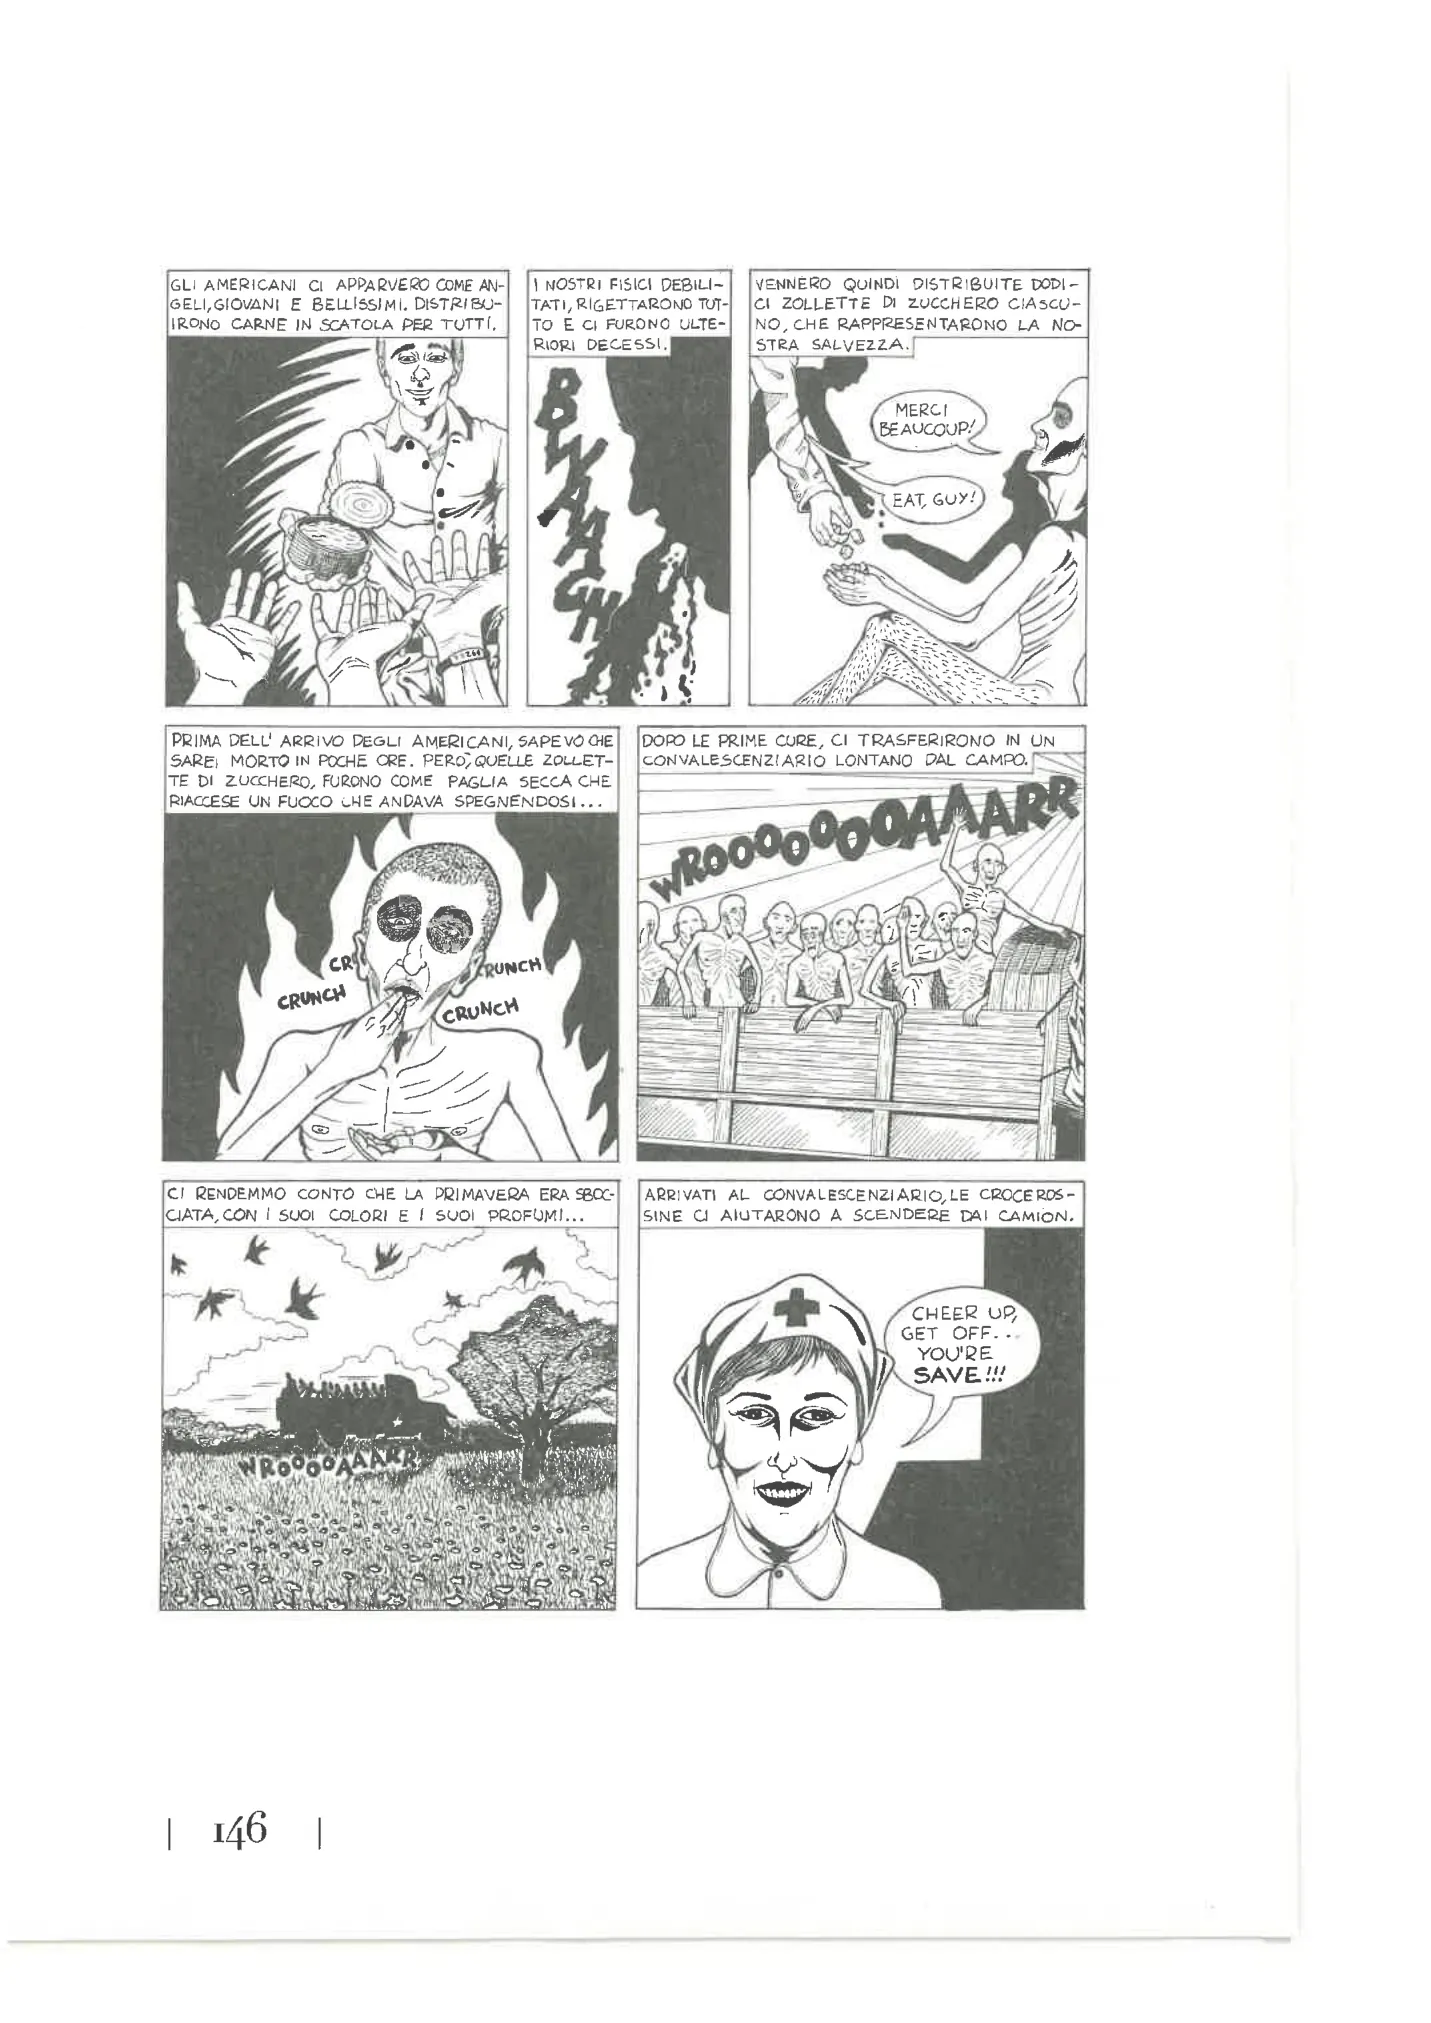 GLI AMERICANI CI APPARVERO COME AN-
GELI, GIOVANI E BELLISSIMI. DISTRIBU-
IRONO CARNE IN SCATOLA PER TUTTI.
264
I NOSTRI FISICI DEBILI-
TATI, RIGETTARONO TUT-
TO E CI FURONO ULTE-
RIORI DECESSI.
BWAACH
VENNERO QUINDI DISTRIBUITE DODI-
CI ZOLLETTE DI ZUCCHERO CIASCU-
NO, CHE RAPPRESENTARONO LA NO-
STRA SALVEZZA.
MERCI
BEAUCOUP!
EAT, GUY!
PRIMA DELL' ARRIVO DEGLI AMERICANI, SAPEVO CHE
SAREI MORTO IN POCHE ORE. PERO', QUELLE ZOLLET-
TE DI ZUCCHERO, FURONO COME PAGLIA SECCA CHE
RIACCESE UN FUOCO CHE ANDAVA SPEGNENDOSI...
CR
RUNCH
CRUNCH
CRUNCH
DOPO LE PRIME CURE, CI TRASFERIRONO IN UN
CONVALESCENZIARIO LONTANO DAL CAMPO.
WROOOOOOOAAAARR
CI RENDEMMO CONTO CHE LA PRIMAVERA ERA SBOC-
CIATA, CON I SUOI COLORI E I SUOI PROFUMI...
WROOOOAAARR
ARRIVATI AL CONVALESCENZIARIO, LE CROCEROS-
SINE CI AIUTARONO A SCENDERE DAI CAMION.
CHEER UP,
GET OFF...
YOU'RE
SAVE!!!
| 146 |